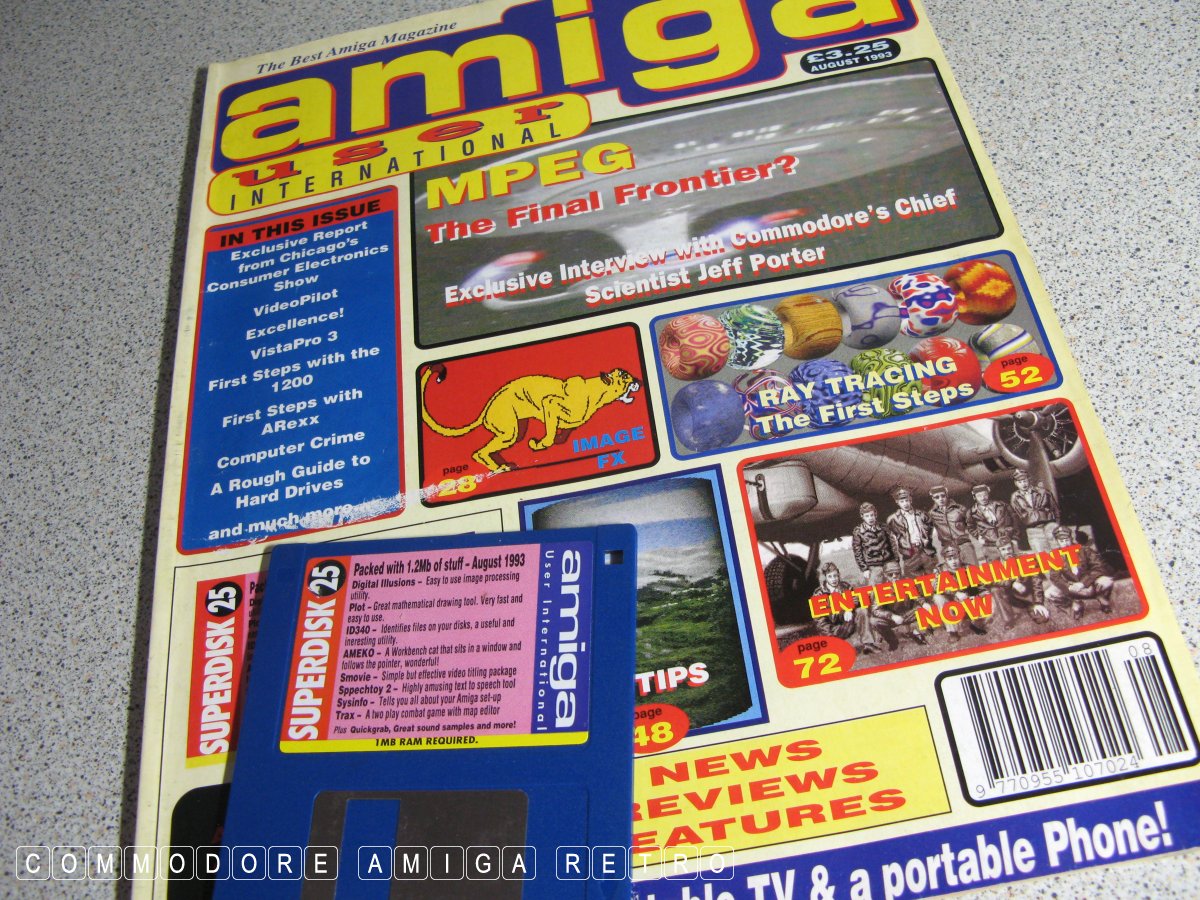 The Best Amiga Magazine
amiga
user
INTERNATIONAL
£3.25
AUGUST 1993
MPEG
The Final Frontier?
Exclusive Interview with Commodore's Chief
Scientist Jeff Porter
IN THIS ISSUE
Exclusive Report
from Chicago's
Consumer Electronics
Show
VideoPilot
Excellence!
VistaPro 3
First Steps with the
1200
First Steps with
ARexx
Computer Crime
A Rough Guide to
Hard Drives
and much more
page
28
IMAGE
FX
RAY TRACING
The First Steps
page
52
ENTERTAINMENT
NOW
page
72
TIPS
page
48
NEWS
REVIEWS
FEATURES
08
9 770955 107024
TV & a portable Phone!
SUPERDISK 25
SUPERDISK 25
Packed with 1.2Mb of stuff - August 1993
Digital Illusions - Easy to use image processing
utility.
Plot - Great mathematical drawing tool. Very fast and
easy to use.
ID340 - Identifies files on your disks, a useful and
ineresting utility.
AMEKO - A Workbench cat that sits in a window and
follows the pointer, wonderful!
Smovie - Simple but effective video titling package
Sppechtoy 2 - Highly amusing text to speech tool
Sysinfo - Tells you all about your Amiga set-up
Trax - A two play combat game with map editor
Plus Quickgrab, Great sound samples and more!
1MB RAM REQUIRED.
amiga
User International
COMMODORE AMIGA RETRO